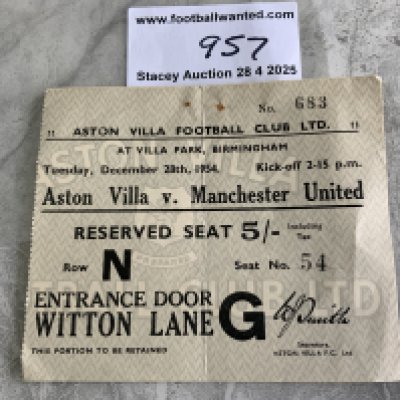 www.footballwanted.com
957
Stacey Auction 28 4 2025
No. 683
!! ASTON VILLA FOOTBALL CLUB LTD. !!
AT VILLA PARK, BIRMINGHAM
Tuesday, December 28th, 1954. Kick-off 2-15 p.m.
Aston Villa v. Manchester United
RESERVED SEAT 5/- Including Tax
Row N Seat No. 54
ENTRANCE DOOR
WITTON LANE G
Secretary,
THIS PORTION TO BE RETAINED ASTON VILLA F.C. Ltd